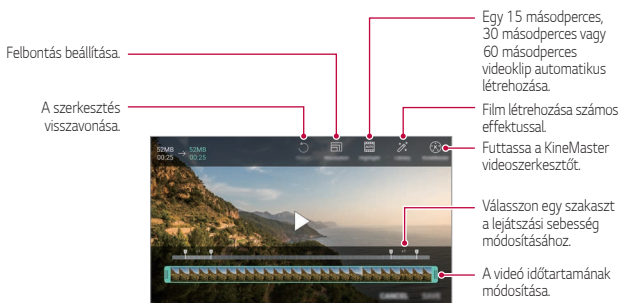 Felbontás beállítása.
A szerkesztés
visszavonása.
Egy 15 másodperces,
30 másodperces vagy
60 másodperces
videoklip automatikus
létrehozása.
Film létrehozása számos
effektussal.
Futtassa a KineMaster
videoszerkesztőt.
Válasszon egy szakaszt
a lejátszási sebesség
módosításához.
A videó időtartamának
módosítása.
52MB → 52MB
00:25 00:25
CANCEL SAVE